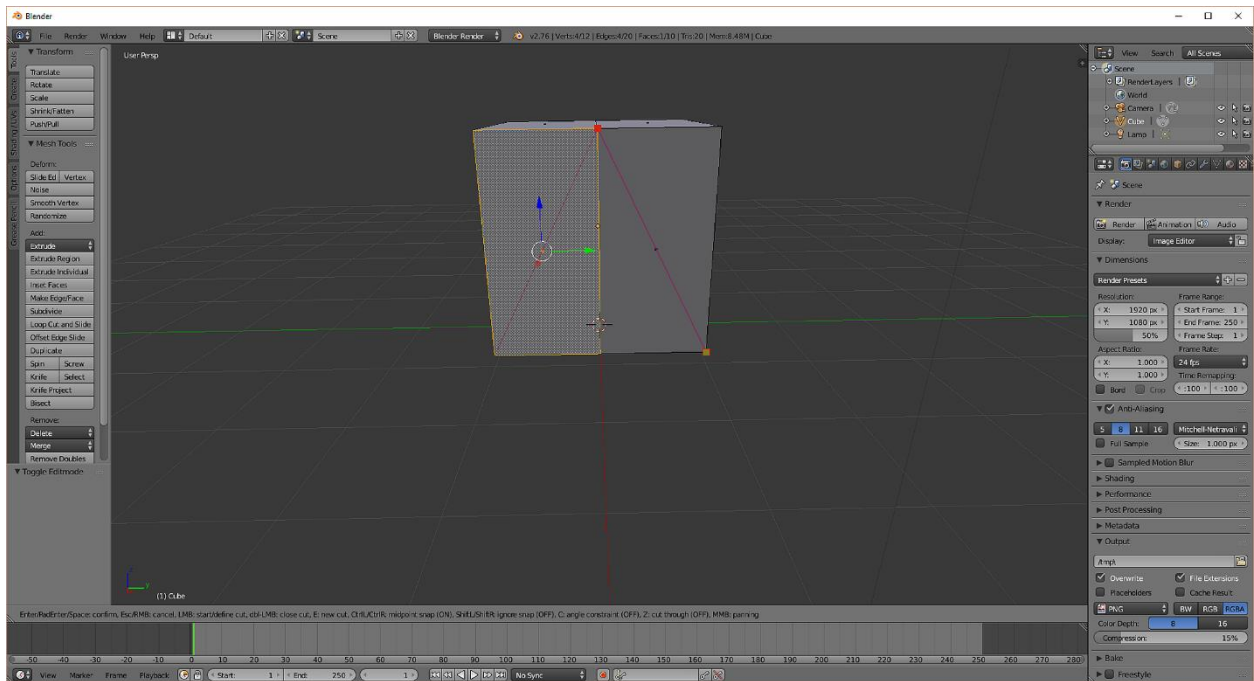 Blender
File Render Window Help Default Scene Blender Render v2.76 | Verts:4/12 | Edges:4/20 | Faces:1/10 | Tris:20 | Mem:8.48M | Cube
Tools
Create
Shading / UVs
Options
Grease Pencil
Transform
Translate
Rotate
Scale
Shrink/Fatten
Push/Pull
Mesh Tools
Deform:
Slide Ed Vertex
Noise
Smooth Vertex
Randomize
Add:
Extrude
Extrude Region
Extrude Individual
Inset Faces
Make Edge/Face
Subdivide
Loop Cut and Slide
Offset Edge Slide
Duplicate
Spin Screw
Knife Select
Knife Project
Bisect
Remove:
Delete
Merge
Remove Doubles
Toggle Editmode
User Persp
(1) Cube
Enter/PadEnter/Space: confirm, Esc/RMB: cancel, LMB: start/define cut, dbl-LMB: close cut, E: new cut, CtrlL/CtrlR: midpoint snap (ON), ShiftL/ShiftR: ignore snap (OFF), C: angle constraint (OFF), Z: cut through (OFF), MMB: panning
-50 -40 -30 -20 -10 0 10 20 30 40 50 60 70 80 90 100 110 120 130 140 150 160 170 180 190 200 210 220 230 240 250 260 270 280
View Marker Frame Playback Start: 1 End: 250 1 No Sync
View Search All Scenes
Scene
RenderLayers |
World
Camera |
Cube |
Lamp |
Scene
Render
Render Animation Audio
Display: Image Editor
Dimensions
Render Presets
Resolution: Frame Range:
X: 1920 px Start Frame: 1
Y: 1080 px End Frame: 250
50% Frame Step: 1
Aspect Ratio: Frame Rate:
X: 1.000 24 fps
Y: 1.000 Time Remapping:
Bord Crop :100 :100
Anti-Aliasing
5 8 11 16 Mitchell-Netravali
Full Sample Size: 1.000 px
Sampled Motion Blur
Shading
Performance
Post Processing
Metadata
Output
/tmp\
Overwrite File Extensions
Placeholders Cache Result
PNG BW RGB RGBA
Color Depth: 8 16
Compression: 15%
Bake
Freestyle